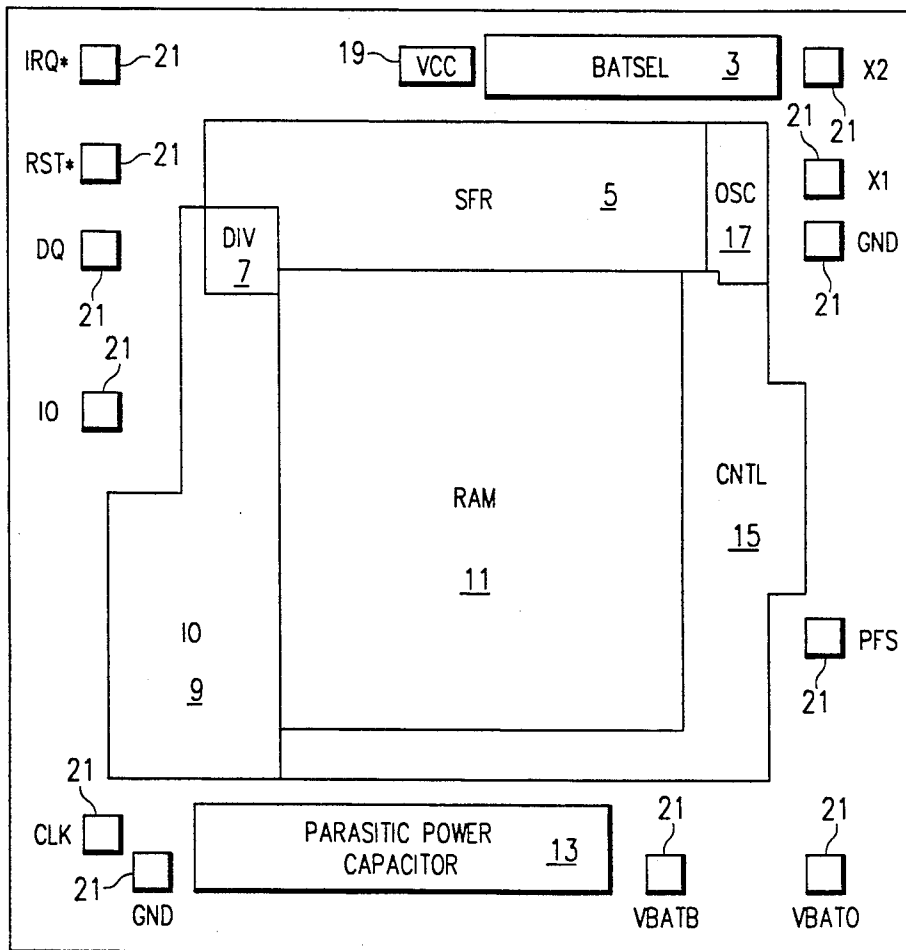 IRQ* 21
19 VCC
BATSEL 3
X2
21
RST* 21
21
X1
SFR 5
OSC
17
DQ
21
DIV
7
GND
21
21
IO
RAM
11
CNTL
15
IO
9
PFS
21
21
CLK
21
GND
PARASITIC POWER
CAPACITOR 13
21
VBATB
21
VBATO